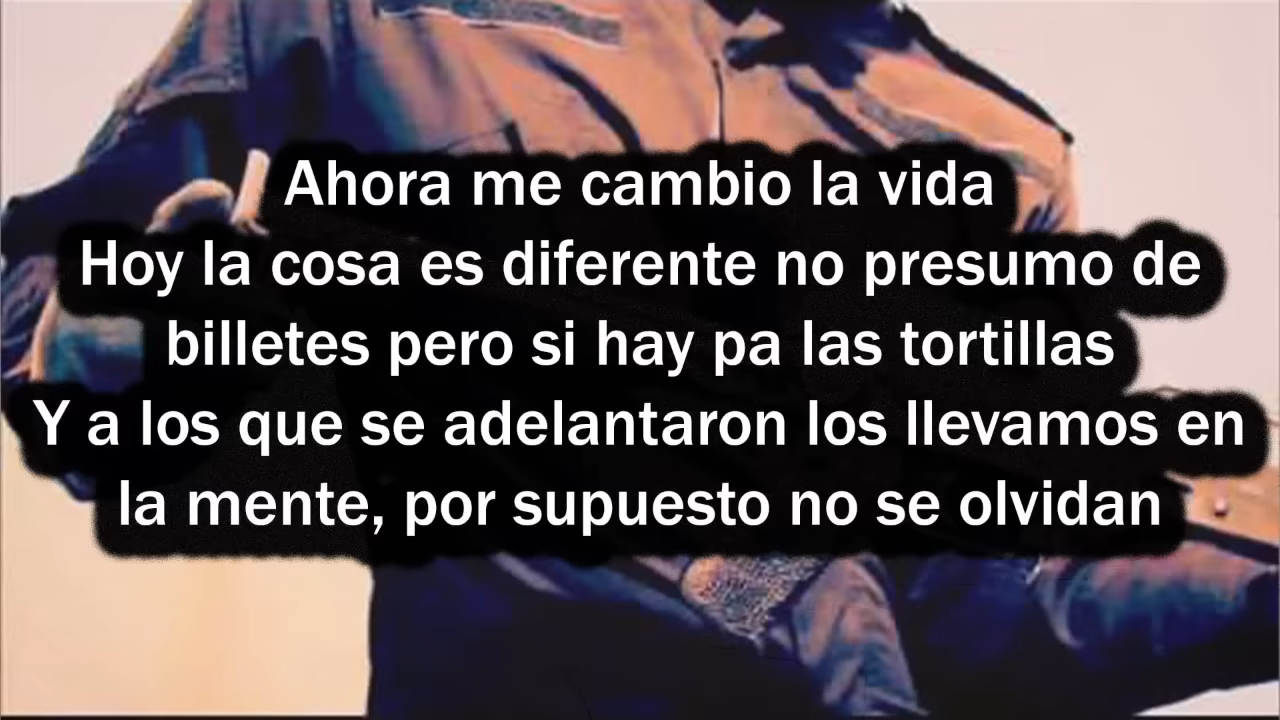 Ahora me cambio la vida
Hoy la cosa es diferente no presumo de
billetes pero si hay pa las tortillas
Y a los que se adelantaron los llevamos en
la mente, por supuesto no se olvidan